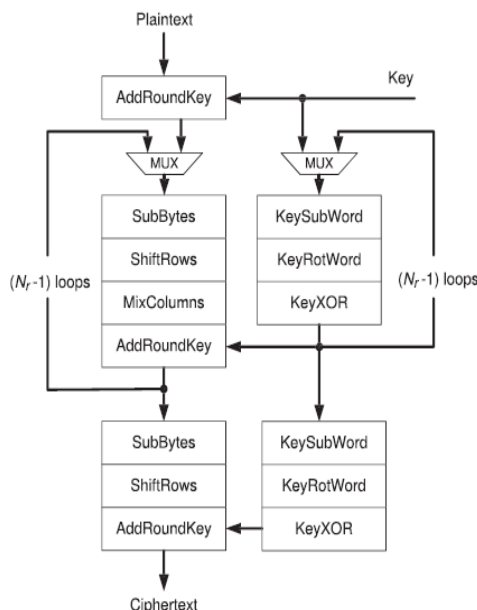 Plaintext
Key
AddRoundKey
MUX
MUX
SubBytes
ShiftRows
MixColumns
AddRoundKey
(Nr-1) loops
KeySubWord
KeyRotWord
KeyXOR
(Nr-1) loops
SubBytes
ShiftRows
AddRoundKey
KeySubWord
KeyRotWord
KeyXOR
Ciphertext